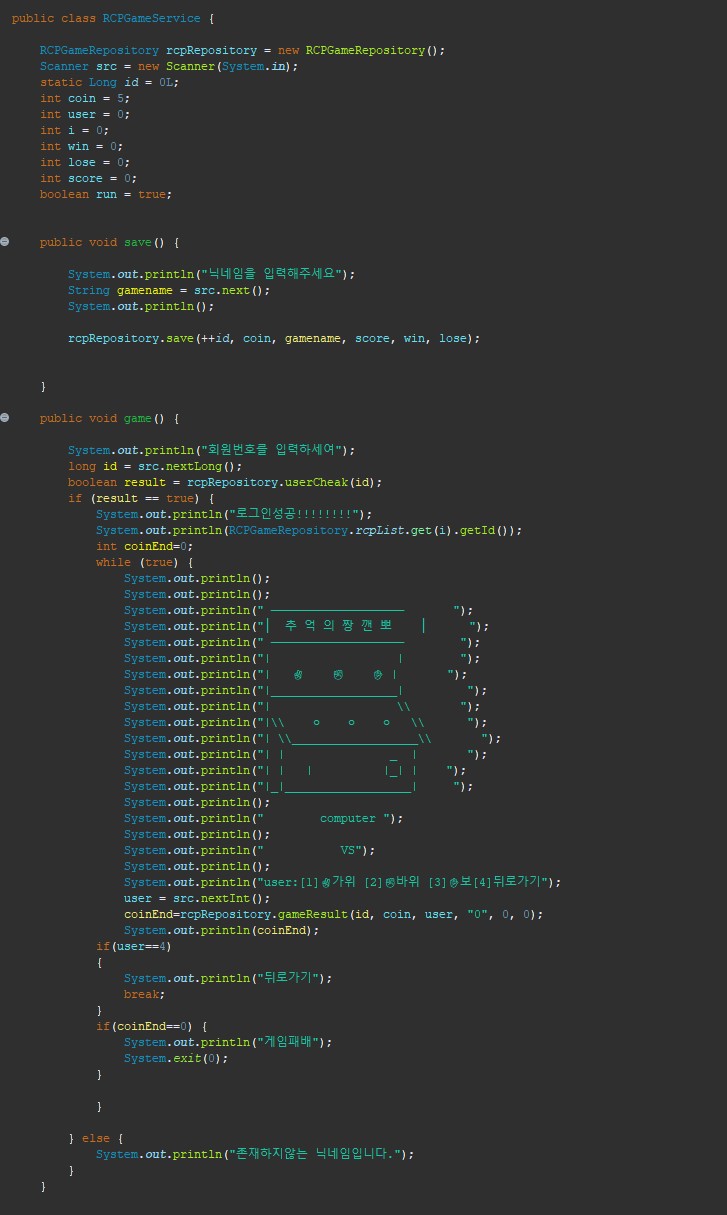 public class RCPGameService {
RCPGameRepository rcpRepository = new RCPGameRepository();
Scanner src = new Scanner(System.in);
static Long id = 0L;
int coin = 5;
int user = 0;
int i = 0;
int win = 0;
int lose = 0;
int score = 0;
boolean run = true;
public void save() {
System.out.println("닉네임을 입력해주세요");
String gamename = src.next();
System.out.println();
rcpRepository.save(++id, coin, gamename, score, win, lose);
}
public void game() {
System.out.println("회원번호를 입력하세여");
long id = src.nextLong();
boolean result = rcpRepository.userCheak(id);
if (result == true) {
System.out.println("로그인성공!!!!!!!!");
System.out.println(RCPGameRepository.rcpList.get(i).getId());
int coinEnd=0;
while (true) {
System.out.println();
System.out.println();
System.out.println(" ───────────────────       ");
System.out.println("│  추 억 의 짱 깬 뽀    │      ");
System.out.println(" ───────────────────        ");
System.out.println("|                  |        ");
System.out.println("|   ✌    ✊    ✋ |       ");
System.out.println("|__________________|         ");
System.out.println("|                  \\       ");
System.out.println("|\\    o    o    o   \\      ");
System.out.println("| \\__________________\\       ");
System.out.println("| |               _  |       ");
System.out.println("| |   |          |_| |    ");
System.out.println("|_|__________________|     ");
System.out.println();
System.out.println("        computer ");
System.out.println();
System.out.println("           VS");
System.out.println();
System.out.println("user:[1]✌가위 [2]✊바위 [3]✋보[4]뒤로가기");
user = src.nextInt();
coinEnd=rcpRepository.gameResult(id, coin, user, "0", 0, 0);
System.out.println(coinEnd);
if(user==4)
{
System.out.println("뒤로가기");
break;
}
if(coinEnd==0) {
System.out.println("게임패배");
System.exit(0);
}
}
} else {
System.out.println("존재하지않는 닉네임입니다.");
}
}